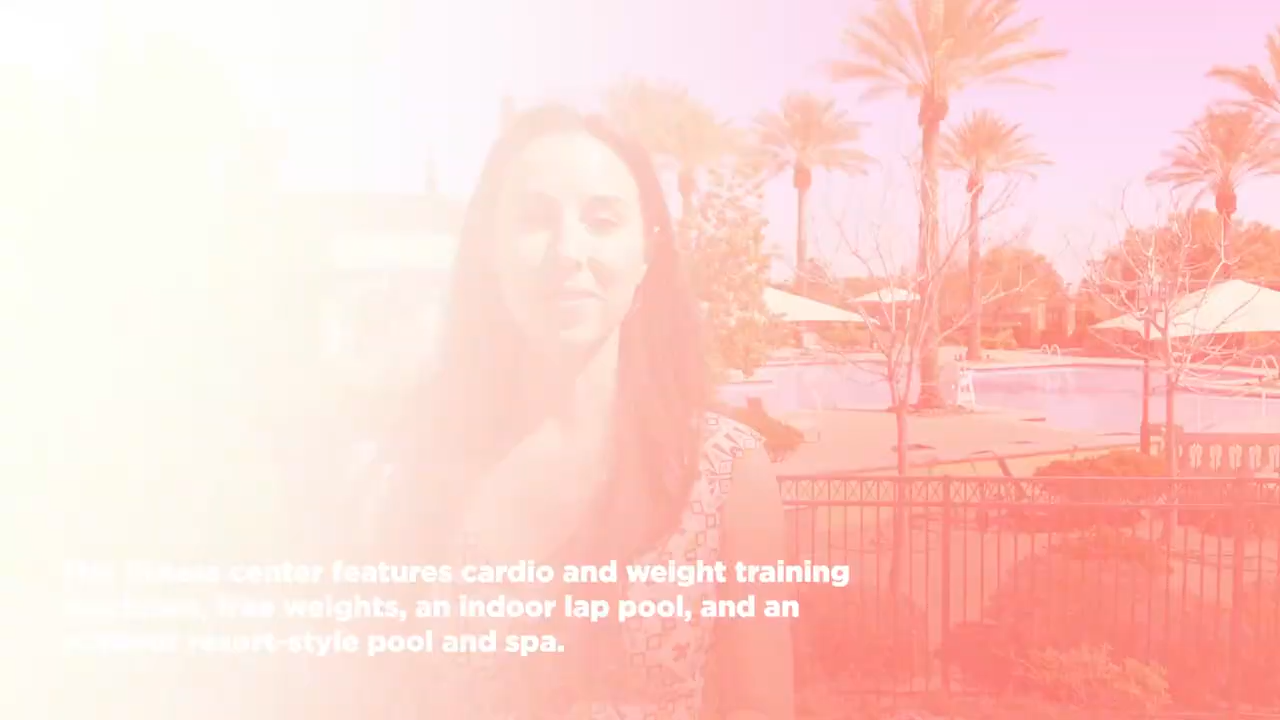 center features cardio and weight training
weights, an indoor lap pool, and an
resort-style pool and spa.